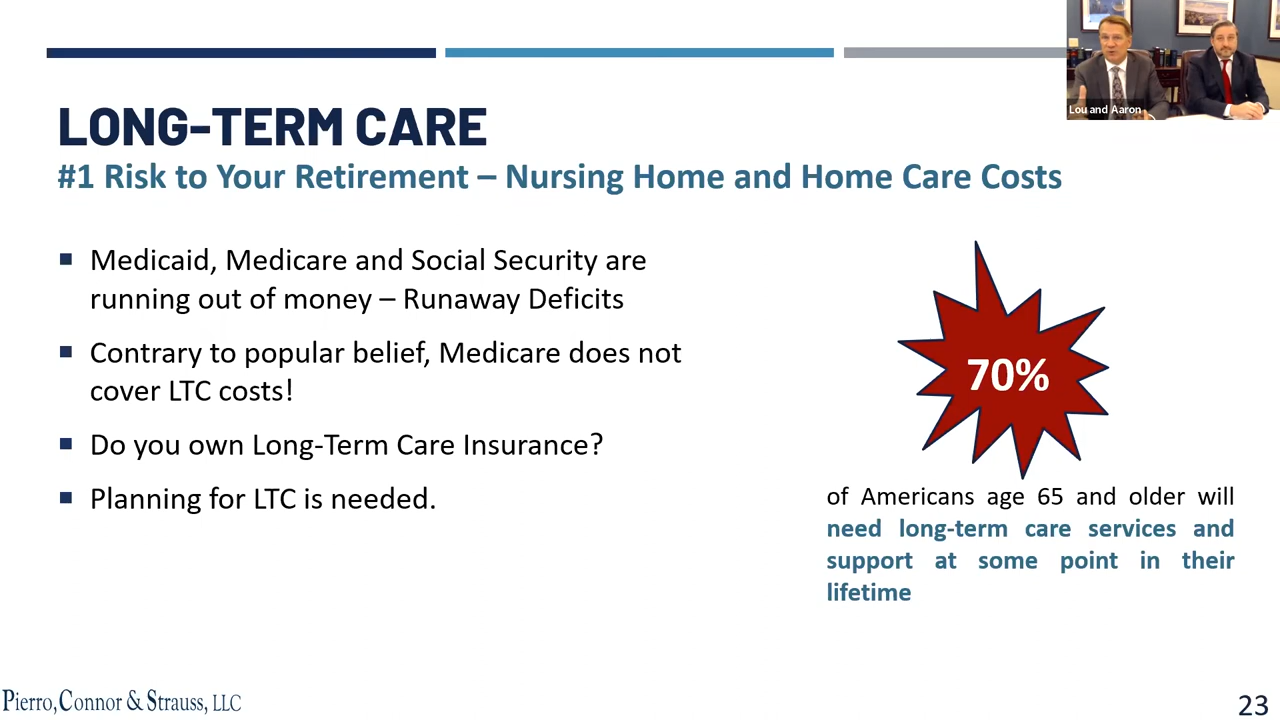 Lou and Aaron
LONG-TERM CARE
#1 Risk to Your Retirement – Nursing Home and Home Care Costs
■ Medicaid, Medicare and Social Security are
running out of money – Runaway Deficits
■ Contrary to popular belief, Medicare does not
cover LTC costs!
■ Do you own Long-Term Care Insurance?
■ Planning for LTC is needed.
70%
of Americans age 65 and older will
need long-term care services and
support at some point in their
lifetime
Pierro, Connor & Strauss, LLC
23